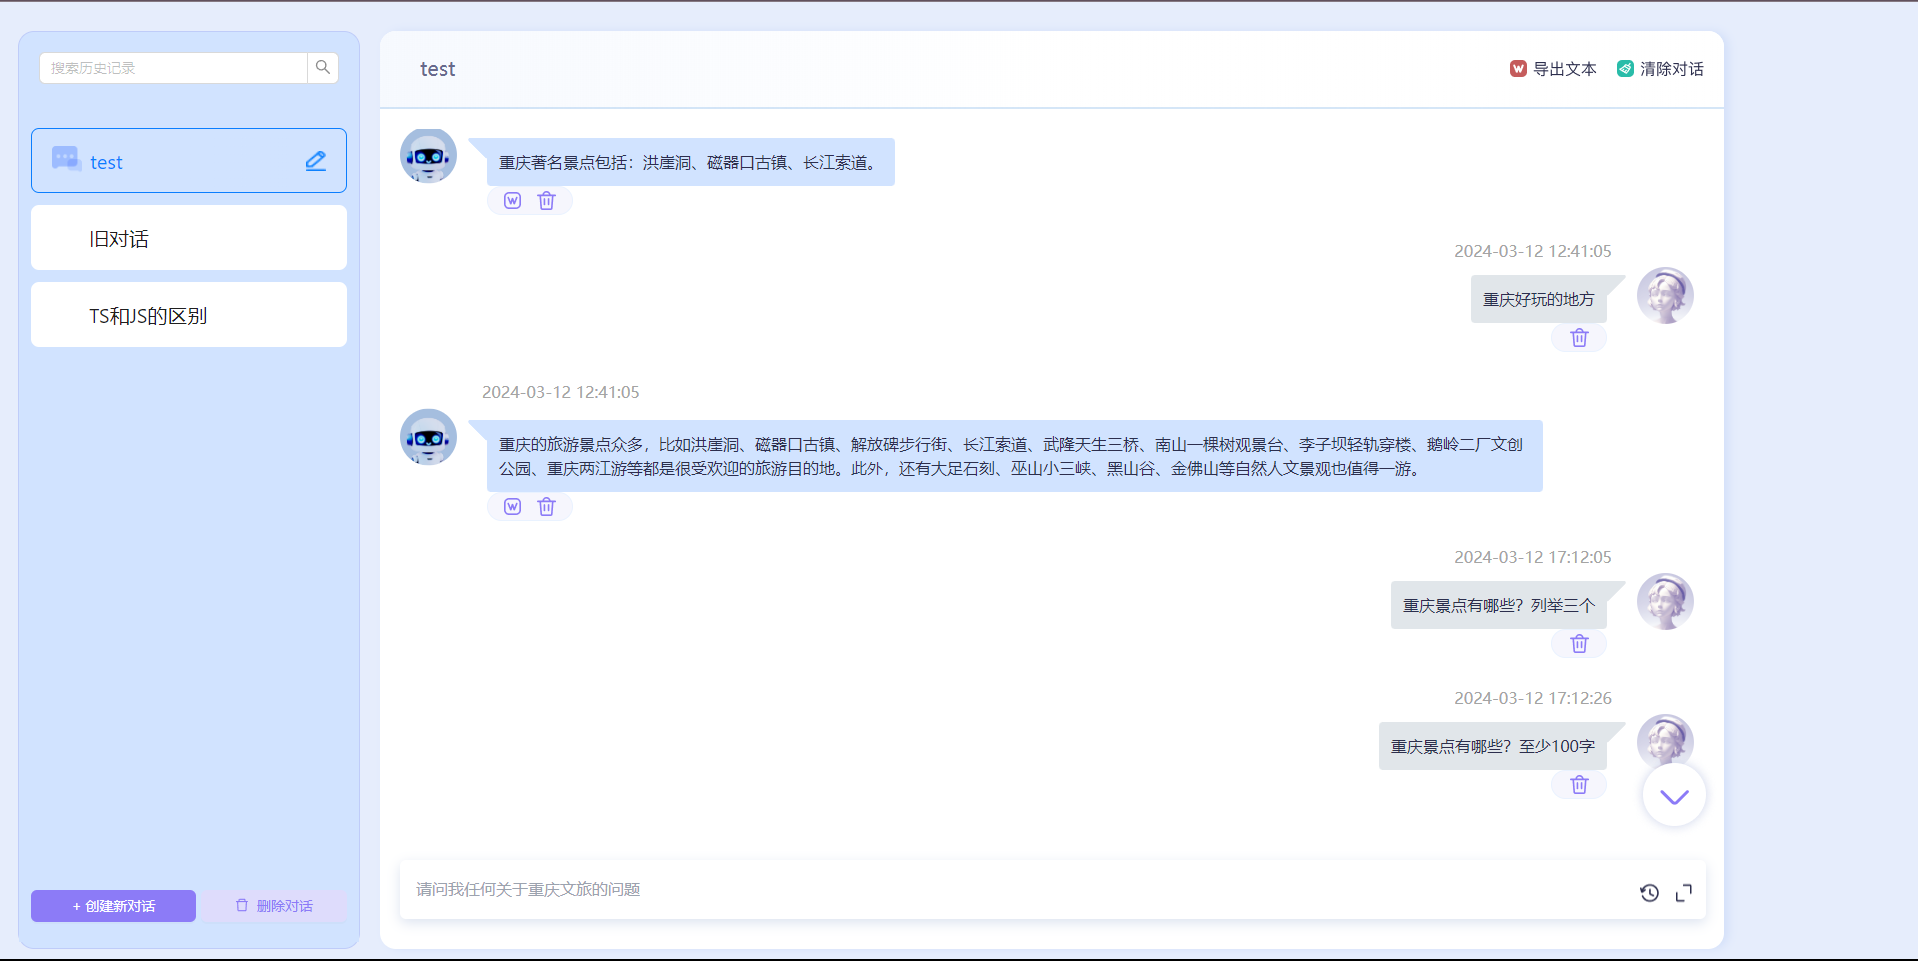 搜索历史记录
test
旧对话
TS和JS的区别
+ 创建新对话
删除对话
test
导出文本
清除对话
重庆著名景点包括：洪崖洞、磁器口古镇、长江索道。
2024-03-12 12:41:05
重庆好玩的地方
2024-03-12 12:41:05
重庆的旅游景点众多，比如洪崖洞、磁器口古镇、解放碑步行街、长江索道、武隆天生三桥、南山一棵树观景台、李子坝轻轨穿楼、鹅岭二厂文创
公园、重庆两江游等都是很受欢迎的旅游目的地。此外，还有大足石刻、巫山小三峡、黑山谷、金佛山等自然人文景观也值得一游。
2024-03-12 17:12:05
重庆景点有哪些？列举三个
2024-03-12 17:12:26
重庆景点有哪些？至少100字
请问我任何关于重庆文旅的问题